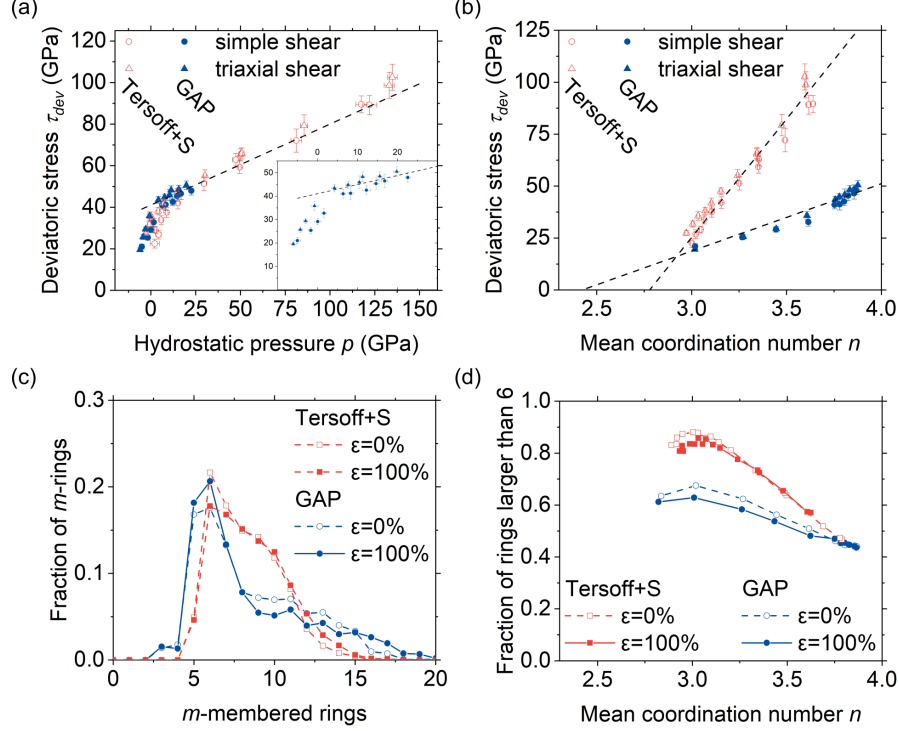 (a)
Deviatoric stress τdev (GPa)
120
100
80
60
40
20
0
simple shear
triaxial shear
Tersoff+S
GAP
0 10 20
50
40
30
20
10
0 25 50 75 100 125 150
Hydrostatic pressure p (GPa)
(b)
Deviatoric stress τdev (GPa)
125
100
75
50
25
0
simple shear
triaxial shear
Tersoff+S
GAP
2.5 3.0 3.5 4.0
Mean coordination number n
(c)
Fraction of m-rings
0.3
0.2
0.1
0.0
Tersoff+S
ε=0%
ε=100%
GAP
ε=0%
ε=100%
0 5 10 15 20
m-membered rings
(d)
Fraction of rings larger than 6
1.0
0.8
0.6
0.4
0.2
0.0
Tersoff+S GAP
ε=0% ε=0%
ε=100% ε=100%
2.5 3.0 3.5 4.0
Mean coordination number n